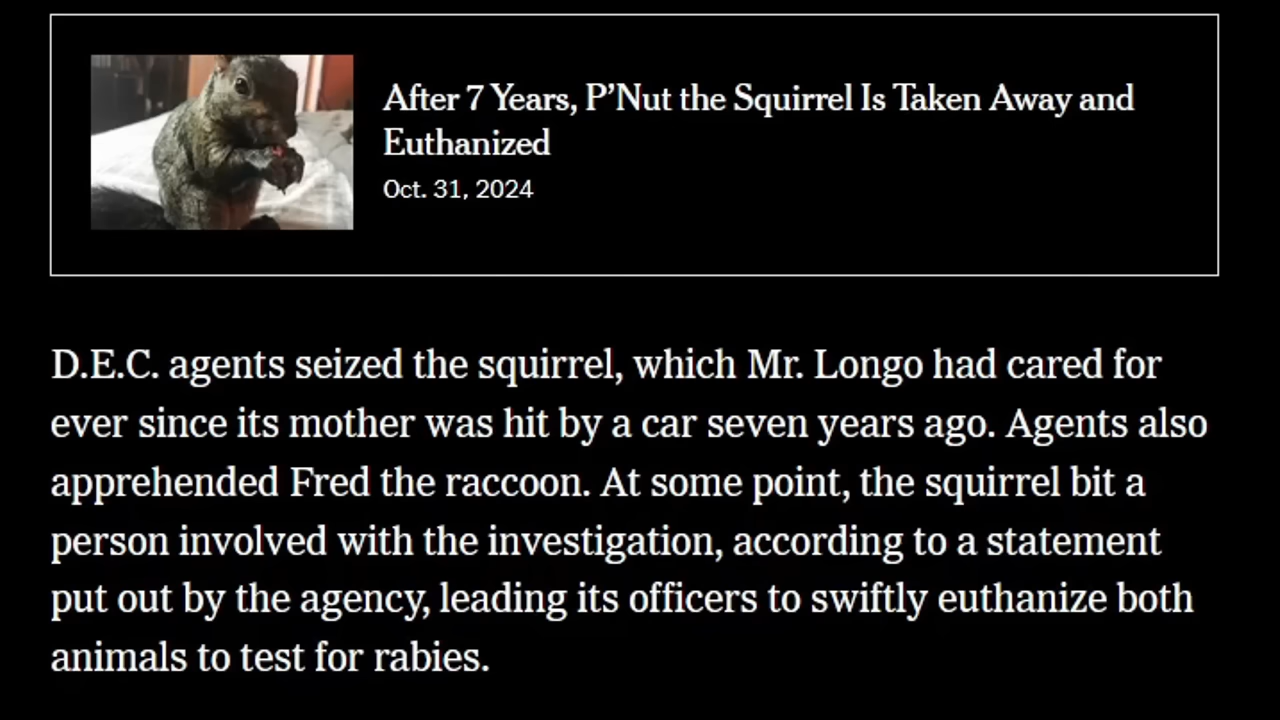 After 7 Years, P’Nut the Squirrel Is Taken Away and
Euthanized
Oct. 31, 2024
D.E.C. agents seized the squirrel, which Mr. Longo had cared for
ever since its mother was hit by a car seven years ago. Agents also
apprehended Fred the raccoon. At some point, the squirrel bit a
person involved with the investigation, according to a statement
put out by the agency, leading its officers to swiftly euthanize both
animals to test for rabies.